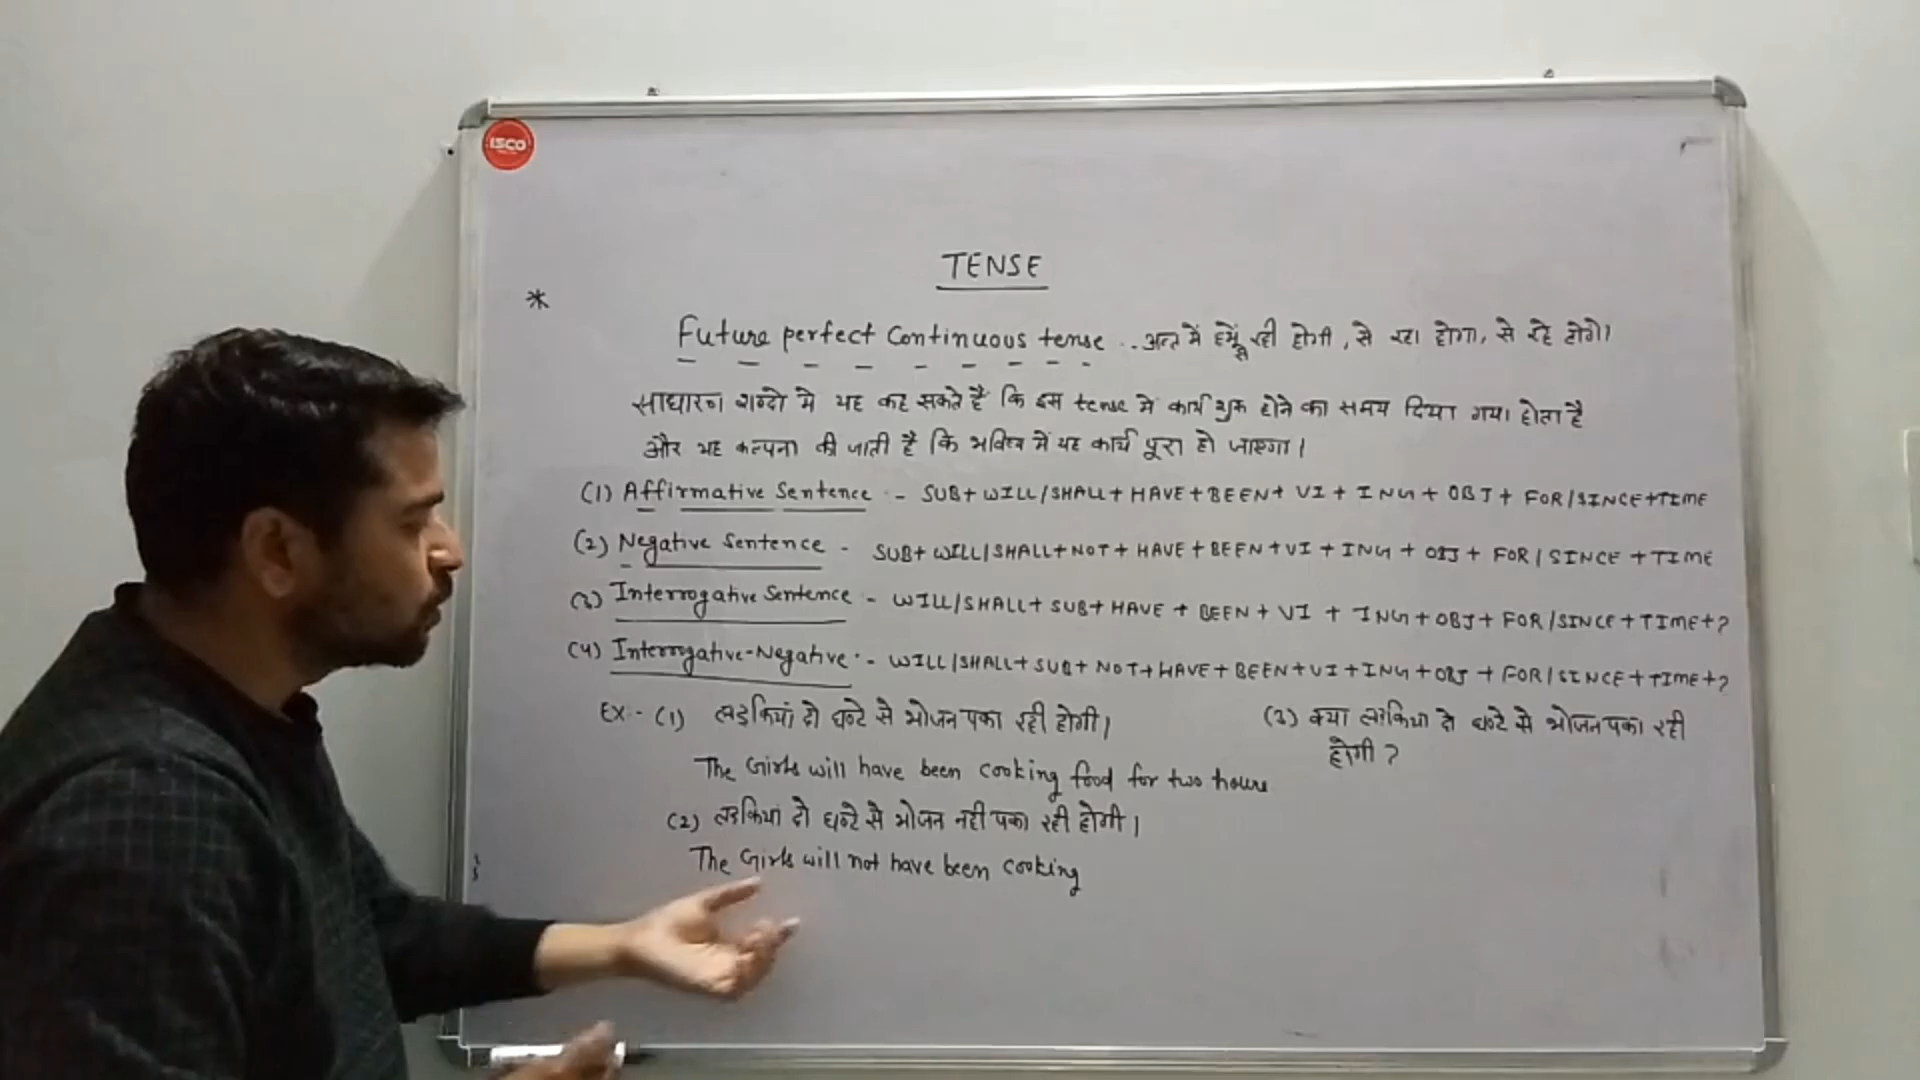 ISCO
TENSE
*
Future perfect Continuous tense .. अन्त में हमें से रही होगी, से रहा होगा, से रहे होगे।
साधारण शब्दो मे यह कह सकते है कि इस tense मे कार्य शुरू होने का समय दिया गया होता है
और यह कल्पना की जाती है कि भविष्य में यह कार्य पूरा हो जाएगा।
(1) Affirmative Sentence :- SUB+ WILL/SHALL+ HAVE+BEEN+ VI + ING + OBJ + FOR/SINCE+TIME
(2) Negative Sentence - SUB+ WILL/SHALL+NOT+ HAVE+BEEN+VI + ING + OBJ + FOR/ SINCE +TIME
(3) Interrogative Sentence - WILL/SHALL+ SUB+ HAVE + BEEN + VI + ING + OBJ + FOR/SINCE +TIME+?
(4) Interrogative-Negative - WILL/SHALL+ SUB+ NOT+HAVE+BEEN+VI+ING+OBJ + FOR/SINCE+TIME+?
EX:- (1) लड़कियां दो घण्टे से भोजन पका रही होगी।
The Girls will have been cooking food for two hours
(2) लड़कियां दो घण्टे से भोजन नही पका रही होगी।
The Girls will not have been cooking
(3) क्या लड़किया दो घण्टे से भोजन पका रही
होगी ?